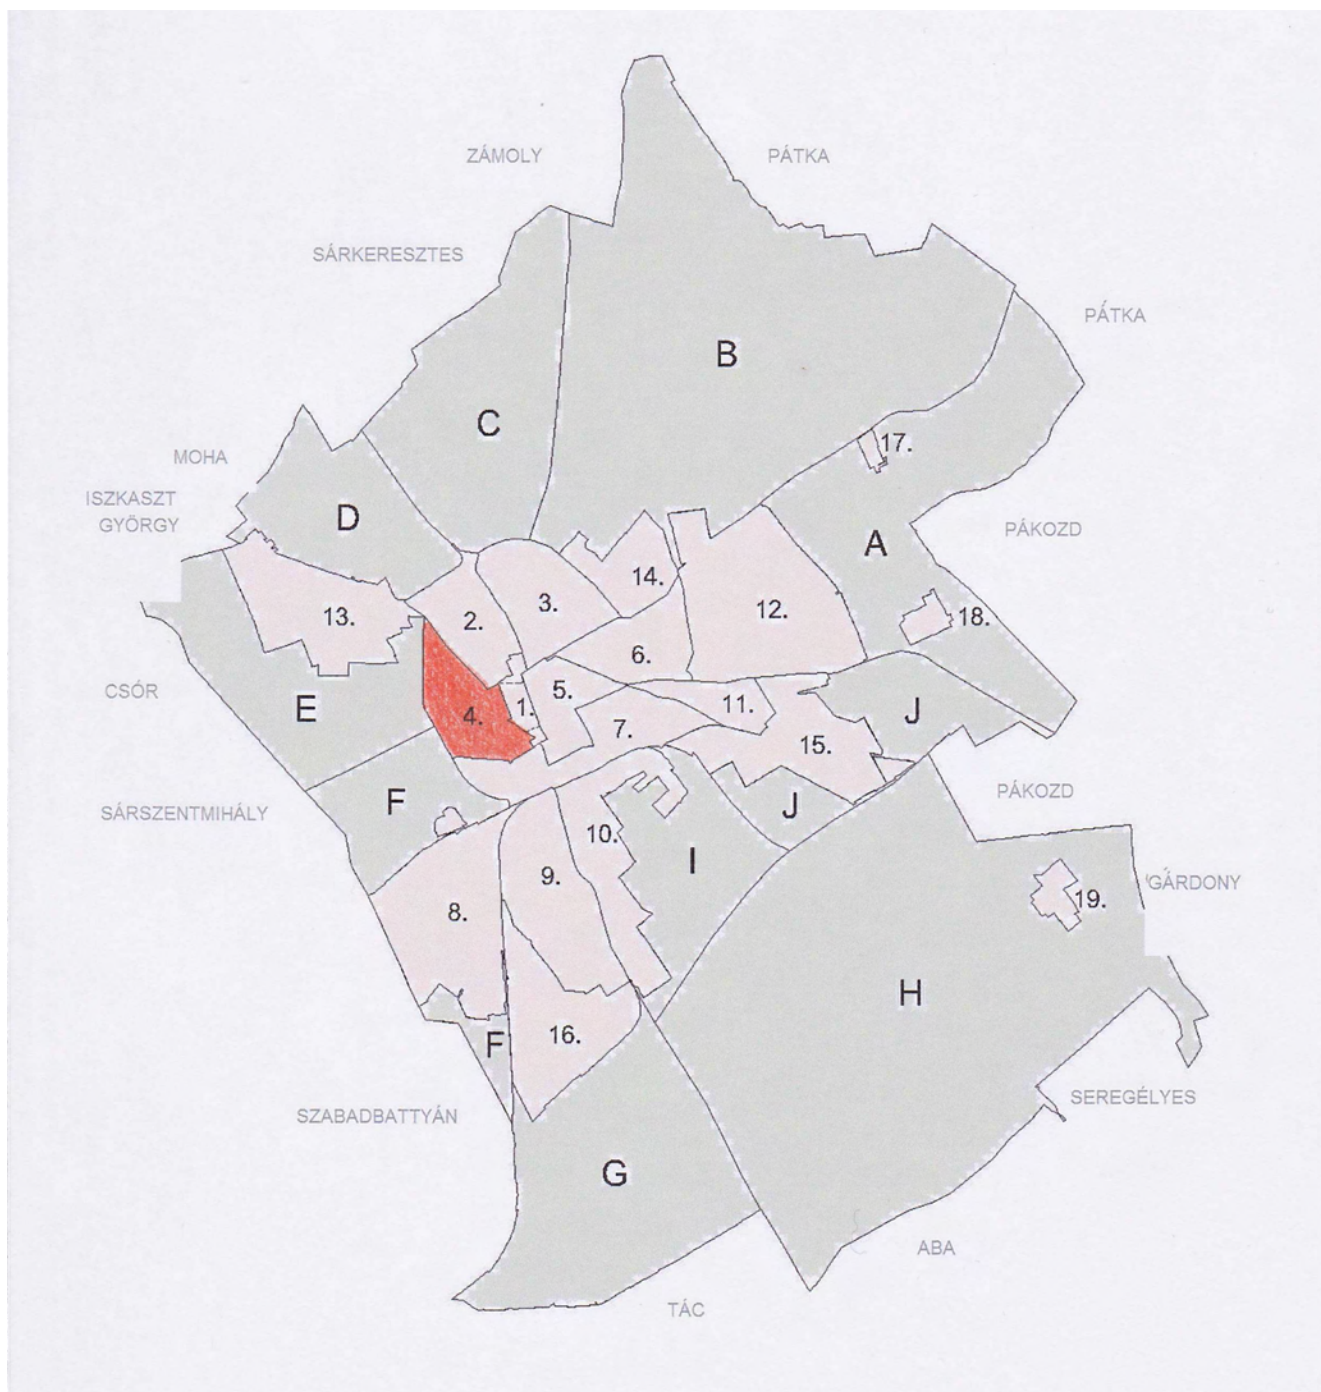 ZÁMOLY
PÁTKA
SÁRKERESZTES
PÁTKA
B
C
17.
MOHA
ISZKASZT
GYÖRGY
D
PÁKOZD
A
14.
3.
12.
13.
2.
18.
6.
CSÓR
5.
E
1.
11.
J
4.
7.
15.
PÁKOZD
F
J
SÁRSZENTMIHÁLY
10.
I
9.
GÁRDONY
19.
8.
H
16.
F
SEREGÉLYES
SZABADBATTYÁN
G
ABA
TÁC